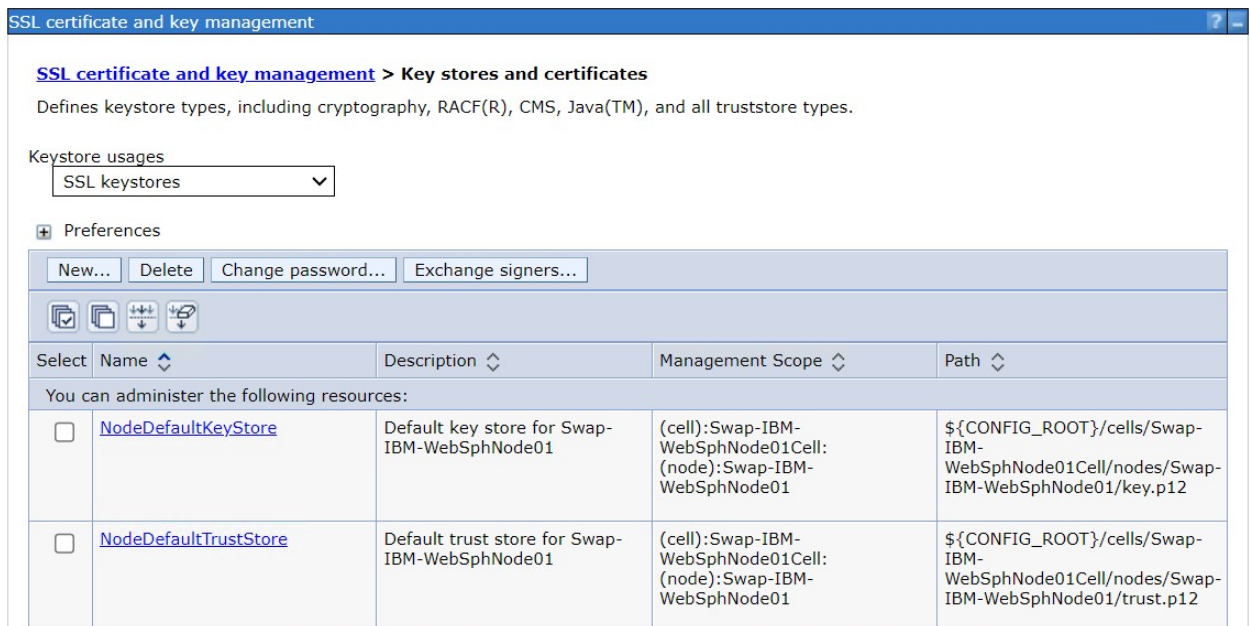 SSL certificate and key management
? –
SSL certificate and key management > Key stores and certificates
Defines keystore types, including cryptography, RACF(R), CMS, Java(TM), and all truststore types.
Keystore usages
SSL keystores
Preferences
New... Delete Change password... Exchange signers...
Select Name Description Management Scope Path
You can administer the following resources:
NodeDefaultKeyStore
Default key store for Swap-
IBM-WebSphNode01
(cell):Swap-IBM-
WebSphNode01Cell:
(node):Swap-IBM-
WebSphNode01
${CONFIG_ROOT}/cells/Swap-
IBM-
WebSphNode01Cell/nodes/Swap-
IBM-WebSphNode01/key.p12
NodeDefaultTrustStore
Default trust store for Swap-
IBM-WebSphNode01
(cell):Swap-IBM-
WebSphNode01Cell:
(node):Swap-IBM-
WebSphNode01
${CONFIG_ROOT}/cells/Swap-
IBM-
WebSphNode01Cell/nodes/Swap-
IBM-WebSphNode01/trust.p12